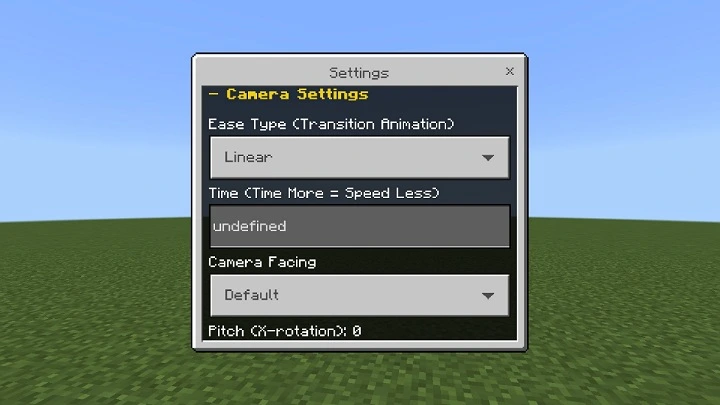 Settings
x
- Camera Settings
Ease Type (Transition Animation)
Linear
Time (Time More = Speed Less)
undefined
Camera Facing
Default
Pitch (X-rotation): 0